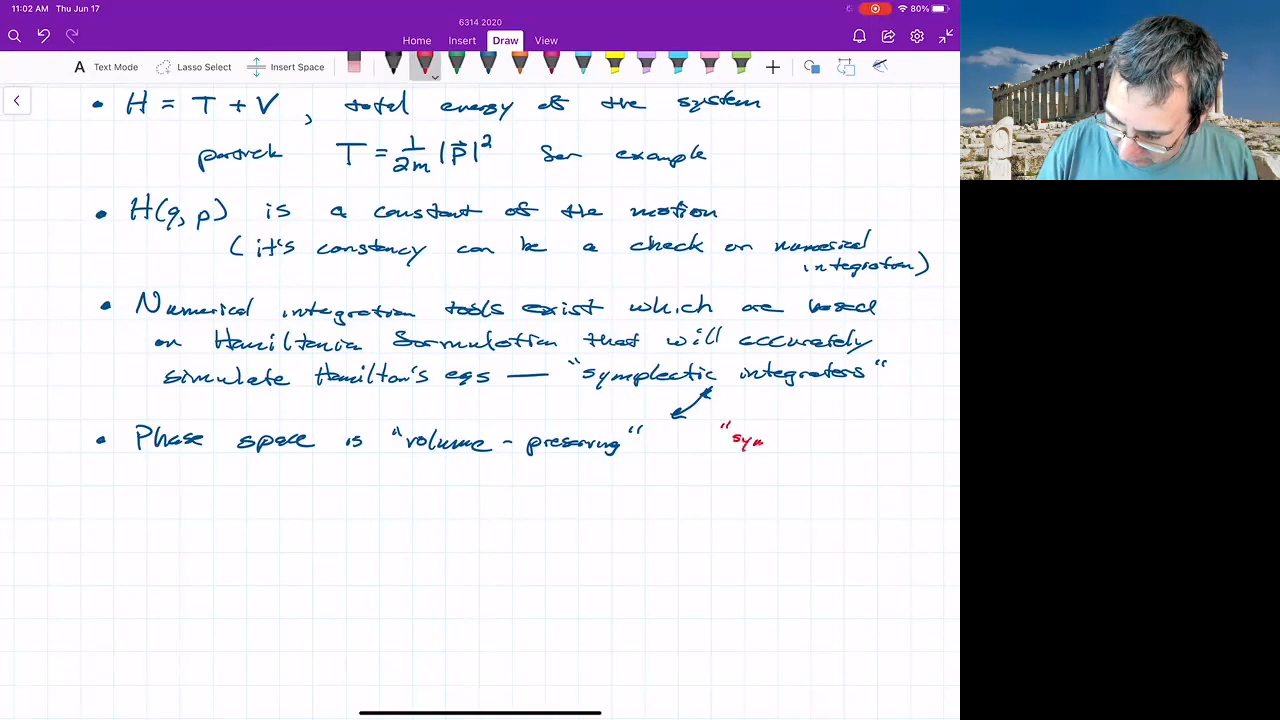 11:02 AM Thu Jun 17
80%
6314 2020
Home Insert Draw View
Text Mode Lasso Select Insert Space
• H = T + V , total energy of the system
particle T = 1/2m |p⃗|² for example
• H(q, p) is a constant of the motion
(it's constancy can be a check on numerical
integration)
• Numerical integration tools exist which are based
on Hamiltonian formulation that will accurately
simulate Hamilton's eqs — "symplectic integrators"
• Phase space is "volume-preserving" "sym